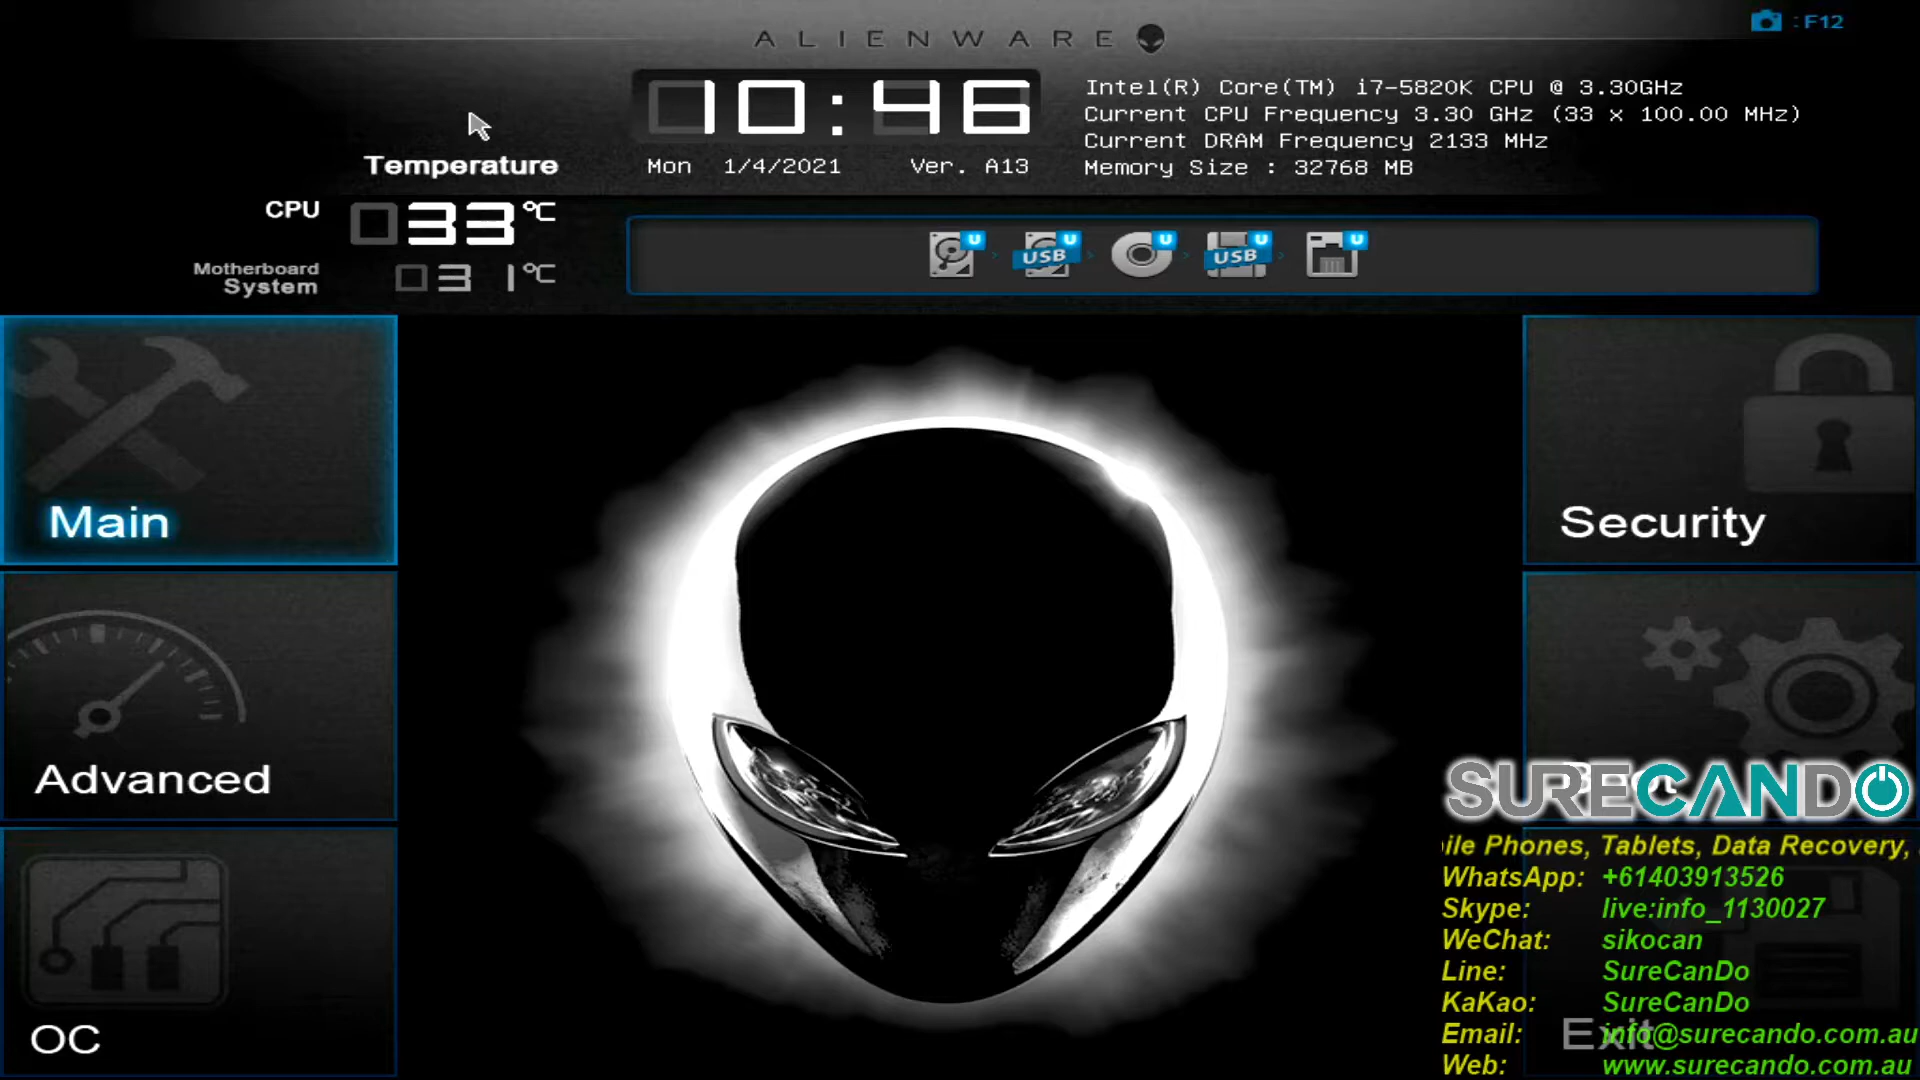 ALIENWARE
: F12
10:46
Mon 1/4/2021 Ver. A13
Intel(R) Core(TM) i7-5820K CPU @ 3.30GHz
Current CPU Frequency 3.30 GHz (33 x 100.00 MHz)
Current DRAM Frequency 2133 MHz
Memory Size : 32768 MB
Temperature
CPU 33°C
Motherboard
System 31°C
U
USB U
U
USB U
U
Main
Advanced
OC
Security
Exit
SURECANDO
ile Phones, Tablets, Data Recovery,
WhatsApp: +61403913526
Skype: live:info_1130027
WeChat: sikocan
Line: SureCanDo
KaKao: SureCanDo
Email: info@surecando.com.au
Web: www.surecando.com.au